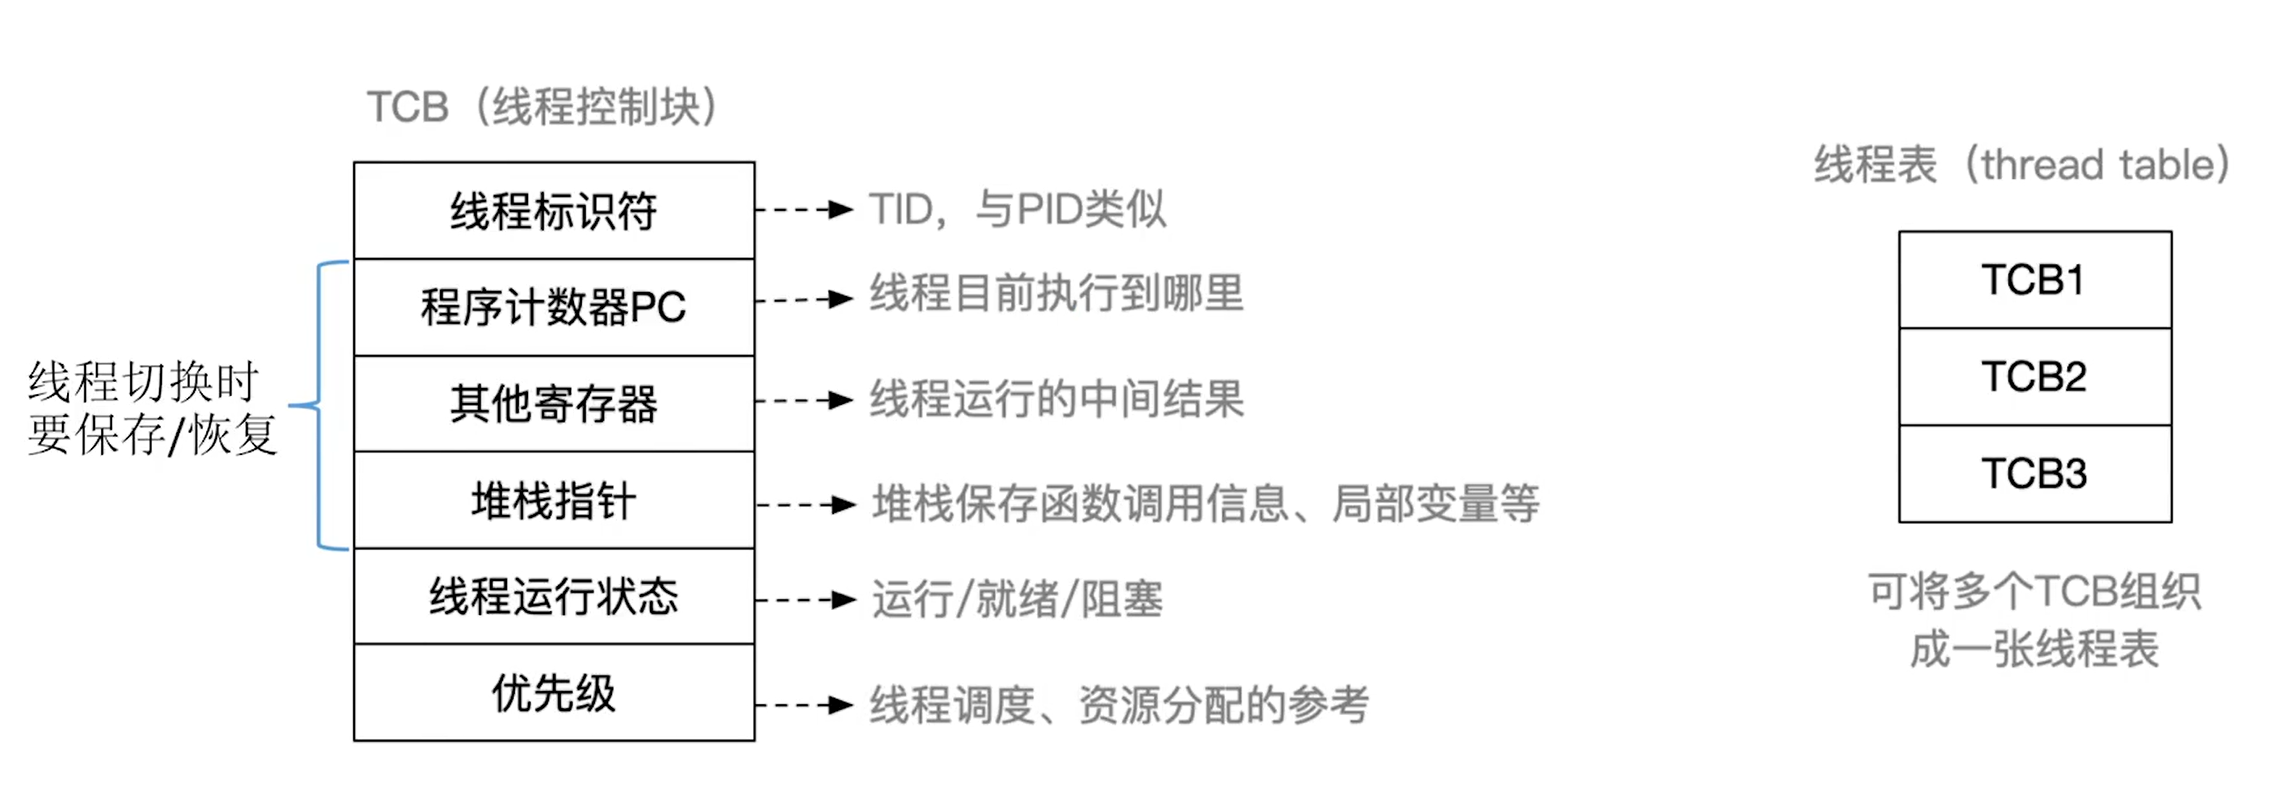 TCB（线程控制块）
线程标识符
TID，与PID类似
程序计数器PC
线程目前执行到哪里
其他寄存器
线程运行的中间结果
堆栈指针
堆栈保存函数调用信息、局部变量等
线程运行状态
运行/就绪/阻塞
优先级
线程调度、资源分配的参考
线程切换时
要保存/恢复
线程表（thread table）
TCB1
TCB2
TCB3
可将多个TCB组织
成一张线程表